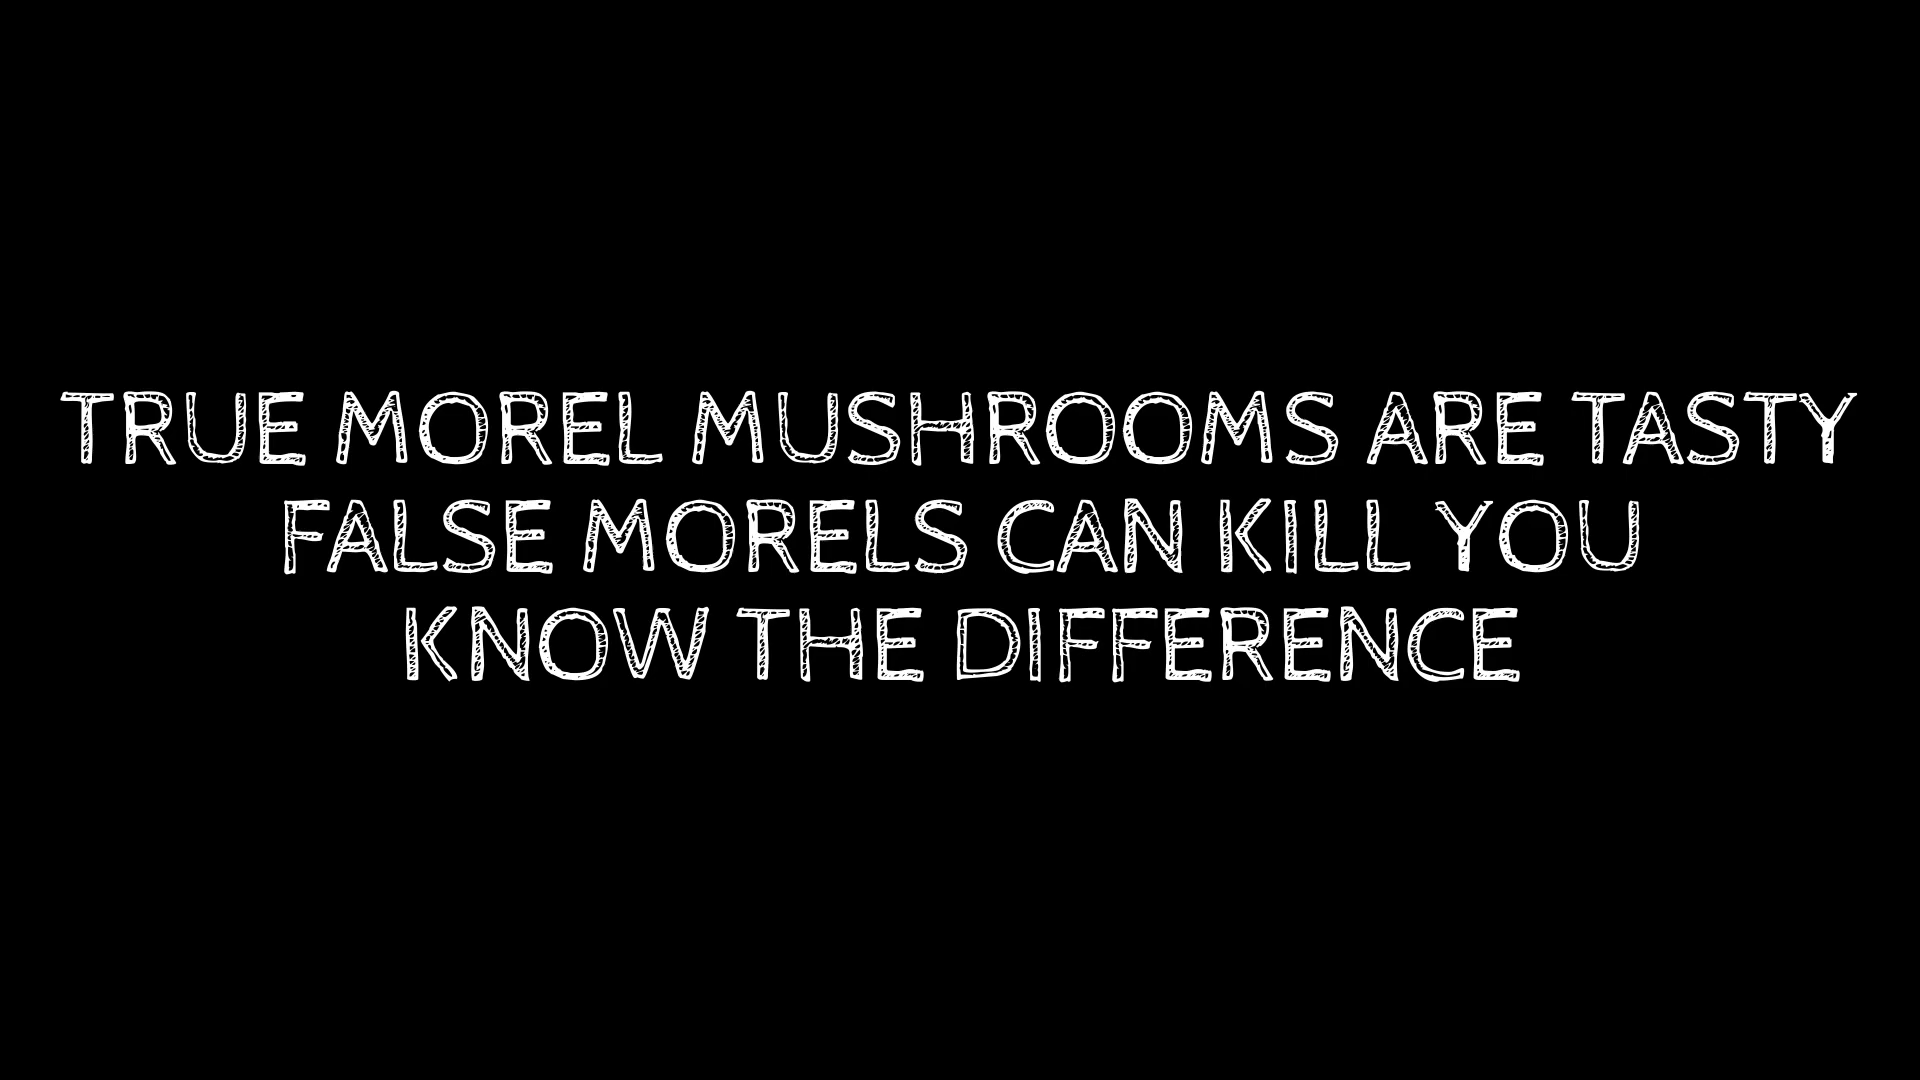 TRUE MOREL MUSHROOMS ARE TASTY
FALSE MORELS CAN KILL YOU
KNOW THE DIFFERENCE